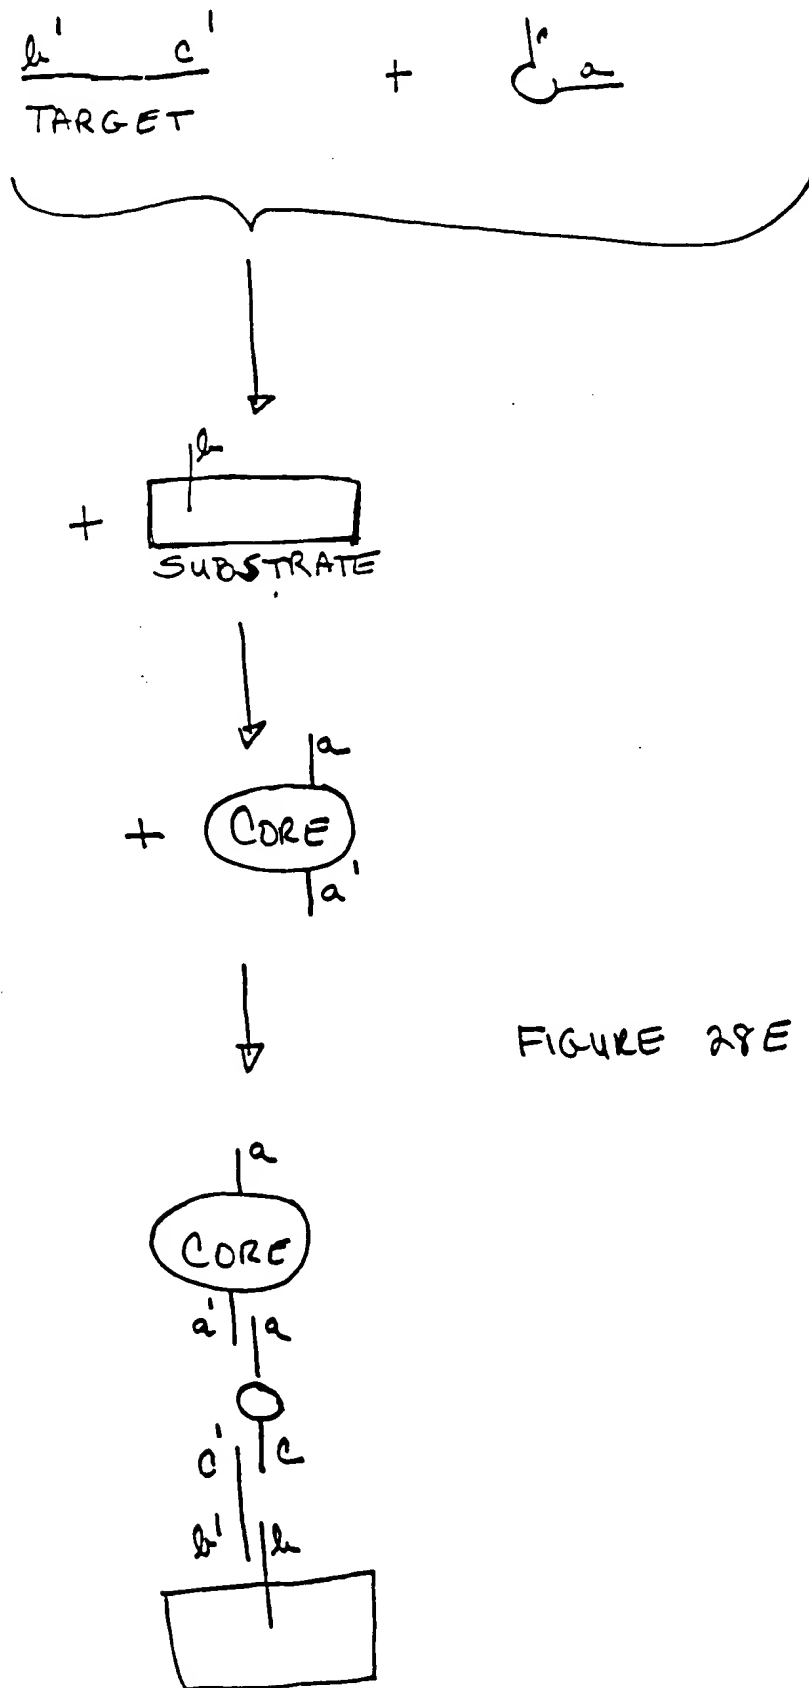 b' c'
+
c
a
TARGET
b
+
SUBSTRATE
a
+ CORE
a'
FIGURE 28E
a
CORE
a' a
c' c
b' b